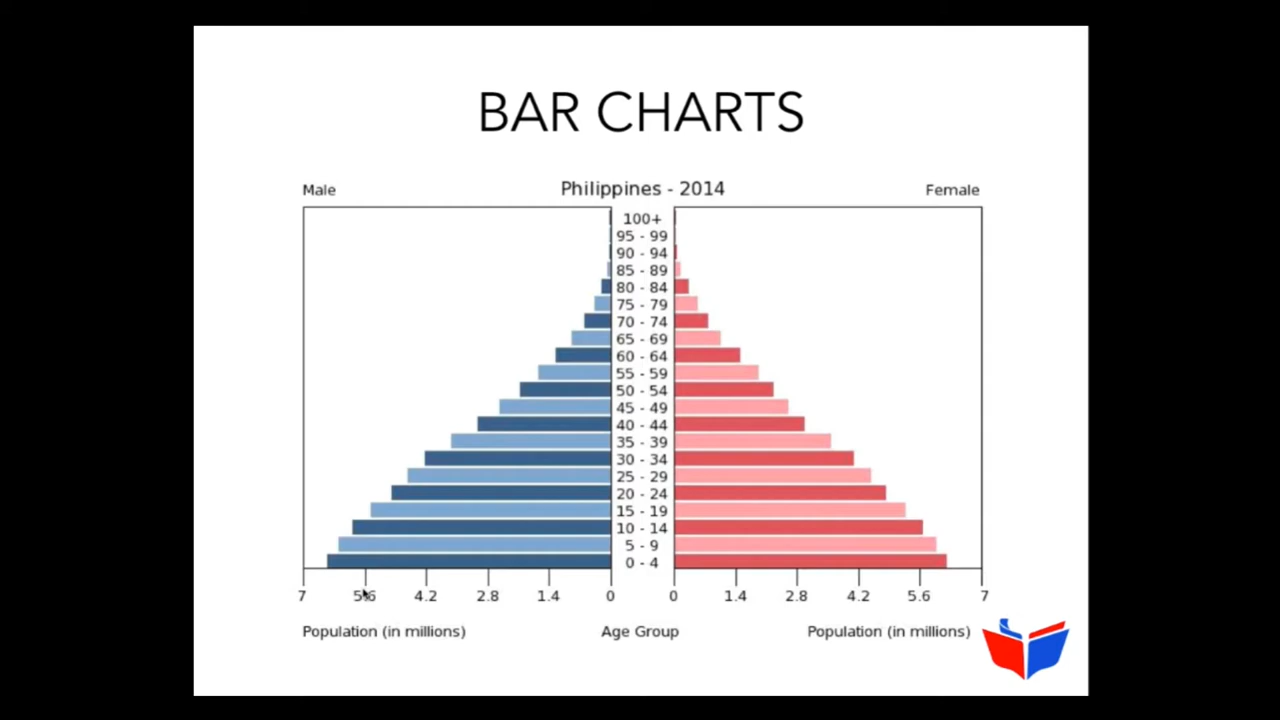 BAR CHARTS
Male
Philippines - 2014
Female
100+
95 - 99
90 - 94
85 - 89
80 - 84
75 - 79
70 - 74
65 - 69
60 - 64
55 - 59
50 - 54
45 - 49
40 - 44
35 - 39
30 - 34
25 - 29
20 - 24
15 - 19
10 - 14
5 - 9
0 - 4
7 5.6 4.2 2.8 1.4 0 0 1.4 2.8 4.2 5.6 7
Population (in millions) Age Group Population (in millions)